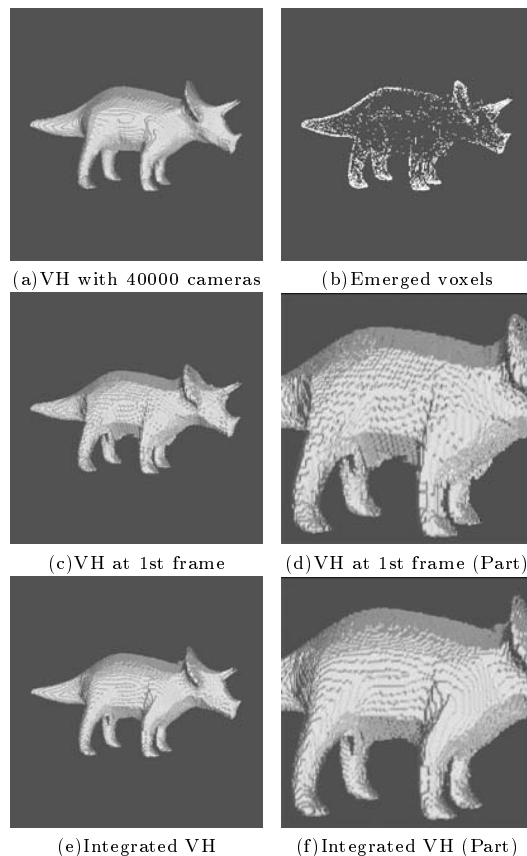 (a)VH with 40000 cameras
(b)Emerged voxels
(c)VH at 1st frame
(d)VH at 1st frame (Part)
(e)Integrated VH
(f)Integrated VH (Part)